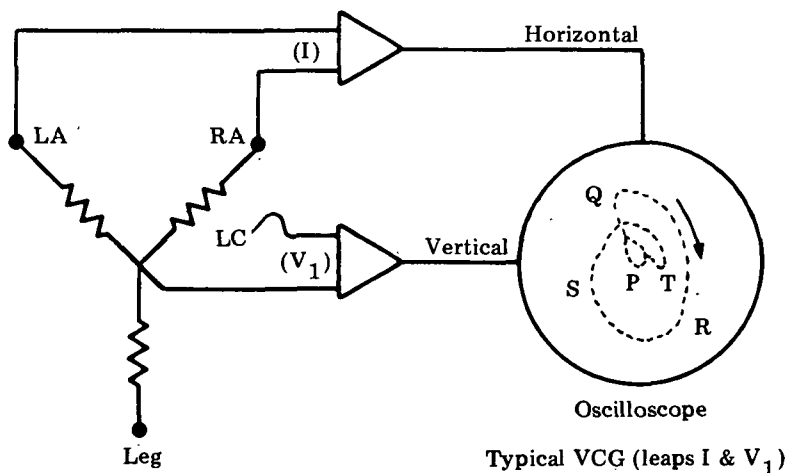 Horizontal
(I)
LA
RA
LC
(V₁)
Vertical
Q
S
P
T
R
Oscilloscope
Leg
Typical VCG (leaps I & V₁)